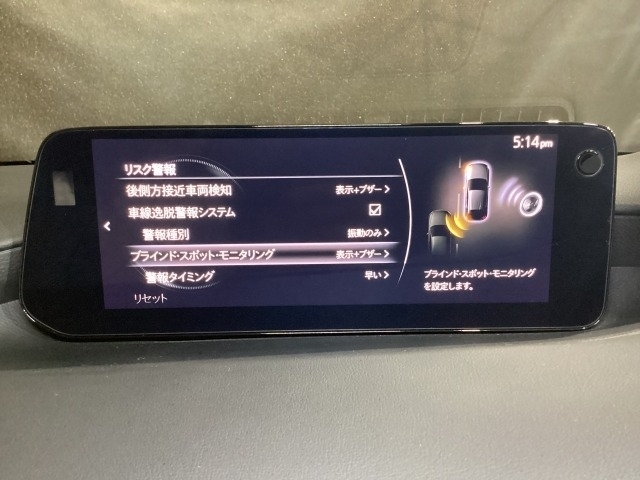 5:14pm
リスク警報
後側方接近車両検知 表示+ブザー
車線逸脱警報システム
警報種別 振動のみ
ブラインド・スポット・モニタリング 表示+ブザー
警報タイミング 早い
リセット
ブラインド・スポット・モニタリング
を設定します。